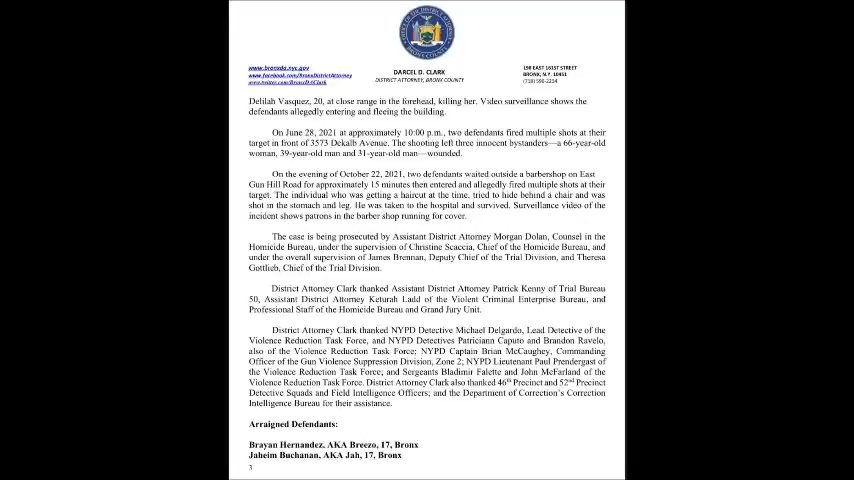 OFFICE OF THE DISTRICT ATTORNEY
BRONX COUNTY
www.bronxda.nyc.gov
www.facebook.com/BronxDistrictAttorney
www.twitter.com/BronxDAClark
DARCEL D. CLARK
DISTRICT ATTORNEY, BRONX COUNTY
198 EAST 161ST STREET
BRONX, N.Y. 10451
(718) 590-2234
Delilah Vasquez, 20, at close range in the forehead, killing her. Video surveillance shows the
defendants allegedly entering and fleeing the building.
On June 28, 2021 at approximately 10:00 p.m., two defendants fired multiple shots at their
target in front of 3573 Dekalb Avenue. The shooting left three innocent bystanders—a 66-year-old
woman, 39-year-old man and 31-year-old man—wounded.
On the evening of October 22, 2021, two defendants waited outside a barbershop on East
Gun Hill Road for approximately 15 minutes then entered and allegedly fired multiple shots at their
target. The individual who was getting a haircut at the time, tried to hide behind a chair and was
shot in the stomach and leg. He was taken to the hospital and survived. Surveillance video of the
incident shows patrons in the barber shop running for cover.
The case is being prosecuted by Assistant District Attorney Morgan Dolan, Counsel in the
Homicide Bureau, under the supervision of Christine Scaccia, Chief of the Homicide Bureau, and
under the overall supervision of James Brennan, Deputy Chief of the Trial Division, and Theresa
Gottlieb, Chief of the Trial Division.
District Attorney Clark thanked Assistant District Attorney Patrick Kenny of Trial Bureau
50, Assistant District Attorney Keturah Ladd of the Violent Criminal Enterprise Bureau, and
Professional Staff of the Homicide Bureau and Grand Jury Unit.
District Attorney Clark thanked NYPD Detective Michael Delgardo, Lead Detective of the
Violence Reduction Task Force, and NYPD Detectives Patriciann Caputo and Brandon Ravelo,
also of the Violence Reduction Task Force; NYPD Captain Brian McCaughey, Commanding
Officer of the Gun Violence Suppression Division, Zone 2; NYPD Lieutenant Paul Prendergast of
the Violence Reduction Task Force; and Sergeants Bladimir Falette and John McFarland of the
Violence Reduction Task Force. District Attorney Clark also thanked 46th Precinct and 52nd Precinct
Detective Squads and Field Intelligence Officers; and the Department of Correction's Correction
Intelligence Bureau for their assistance.
Arraigned Defendants:
Brayan Hernandez, AKA Breezo, 17, Bronx
Jaheim Buchanan, AKA Jah, 17, Bronx
3